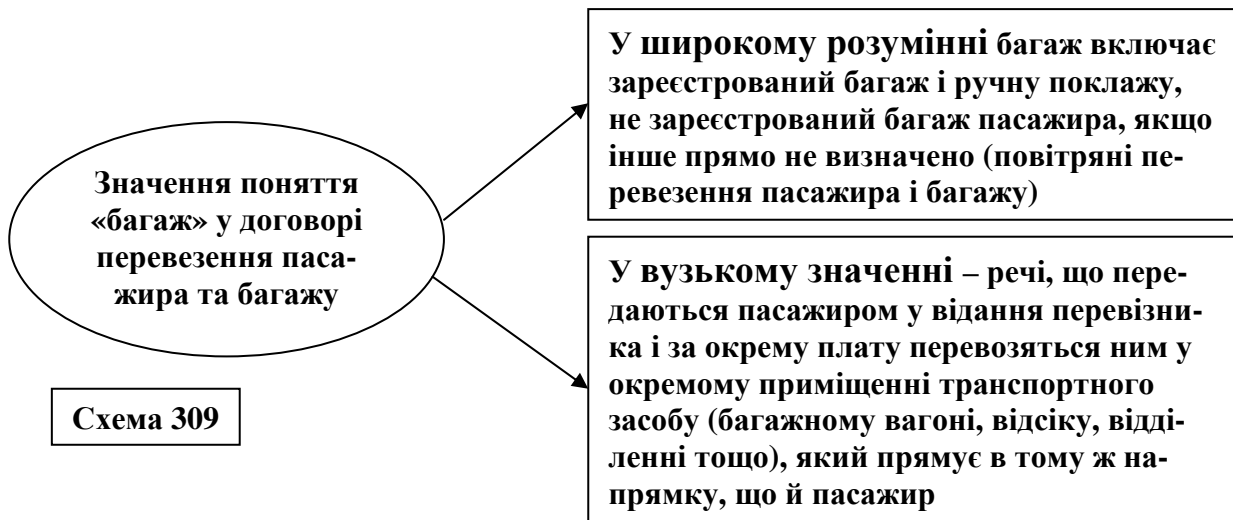 Значення поняття
«багаж» у договорі
перевезення паса-
жира та багажу
Схема 309
У широкому розумінні багаж включає
зареєстрований багаж і ручну поклажу,
не зареєстрований багаж пасажира, якщо
інше прямо не визначено (повітряні пе-
ревезення пасажира і багажу)
У вузькому значенні – речі, що пере-
даються пасажиром у відання перевізни-
ка і за окрему плату перевозяться ним у
окремому приміщенні транспортного
засобу (багажному вагоні, відсіку, відді-
ленні тощо), який прямує в тому ж на-
прямку, що й пасажир